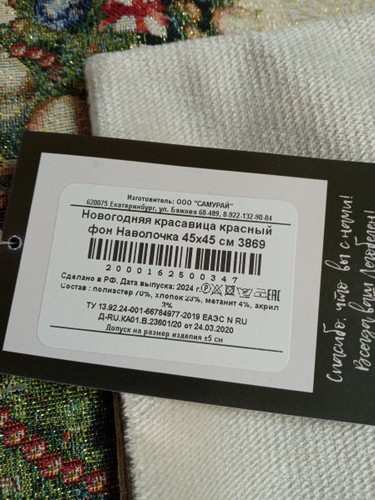 Изготовитель: ООО "САМУРАЙ"
620075 Екатеринбург, ул. Бажова 68-489, 8-922-132-90-84
Новогодняя красавица красный
фон Наволочка 45х45 см 3869
2000162500347
Сделано в РФ. Дата выпуска: 2024 г.
Состав : полиэстер 70%, хлопок 23%, метанит 4%, акрил
3%
ТУ 13.92.24-001-66784977-2019 ЕАЭС N RU
Д-RU.КА01.В.23601/20 от 24.03.2020
Допуск на размер изделия ±5 см
Спасибо, что вы с нами!
Всегда ваш Легобелен!